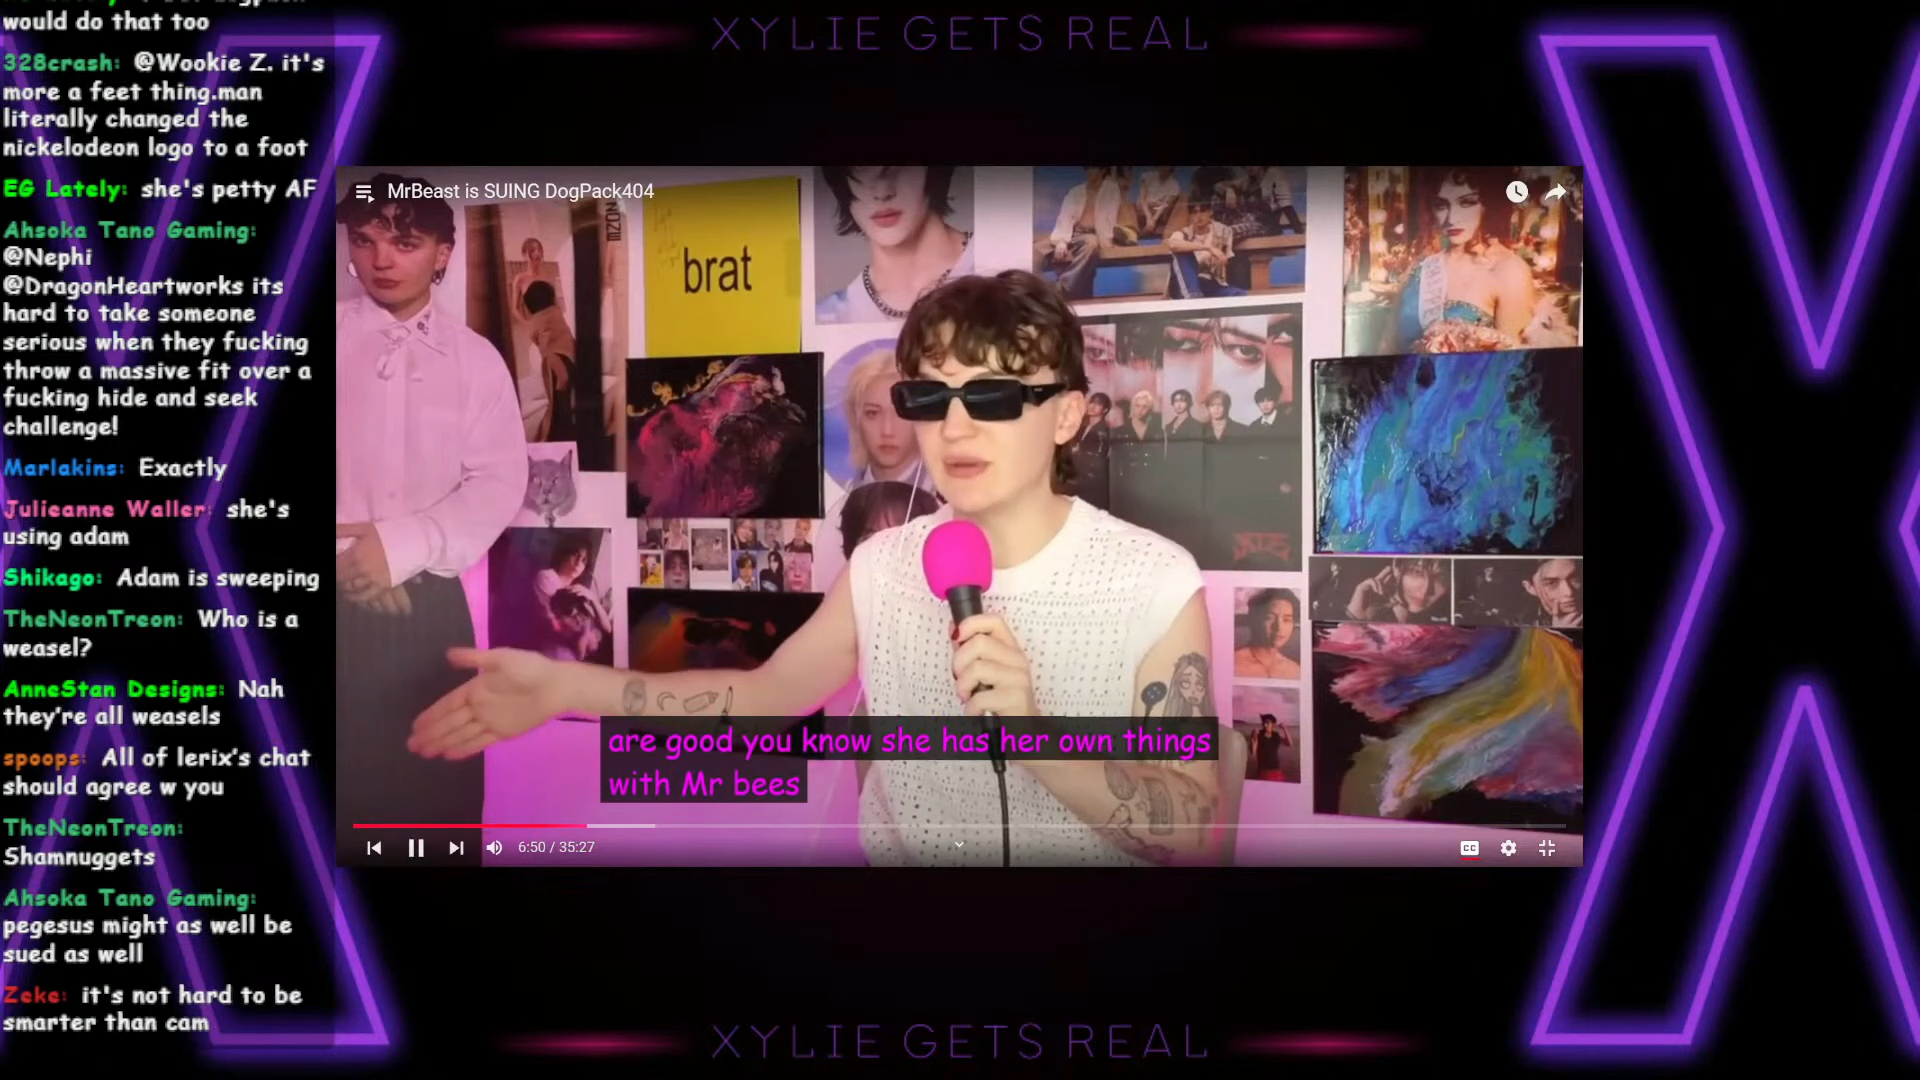 would do that too
328crash: @Wookie Z. it's
more a feet thing.man
literally changed the
nickelodeon logo to a foot
EG Lately: she's petty AF
Ahsoka Tano Gaming:
@Nephi
@DragonHeartworks its
hard to take someone
serious when they fucking
throw a massive fit over a
fucking hide and seek
challenge!
Marlakins: Exactly
Julieanne Waller: she's
using adam
Shikago: Adam is sweeping
TheNeonTreon: Who is a
weasel?
AnneStan Designs: Nah
they're all weasels
spoops: All of lerix's chat
should agree w you
TheNeonTreon:
Shamnuggets
Ahsoka Tano Gaming:
pegesus might as well be
sued as well
Zeke: it's not hard to be
smarter than cam
XYLIE GETS REAL
MrBeast is SUING DogPack404
brat
are good you know she has her own things
with Mr bees
6:50 / 35:27
CC
XYLIE GETS REAL